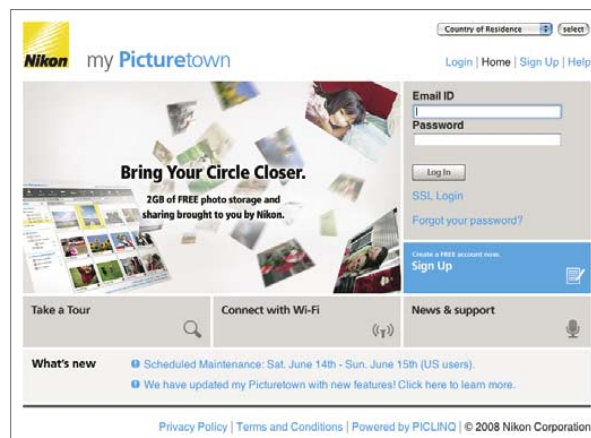 Country of Residence
select
Nikon
my Picturetown
Login | Home | Sign Up | Help
Bring Your Circle Closer.
2GB of FREE photo storage and
sharing brought to you by Nikon.
Email ID
Password
Log In
SSL Login
Forgot your password?
Create a FREE account now.
Sign Up
Take a Tour
Connect with Wi-Fi
News & support
What's new
Scheduled Maintenance: Sat. June 14th - Sun. June 15th (US users).
We have updated my Picturetown with new features! Click here to learn more.
Privacy Policy | Terms and Conditions | Powered by PICLINQ | © 2008 Nikon Corporation